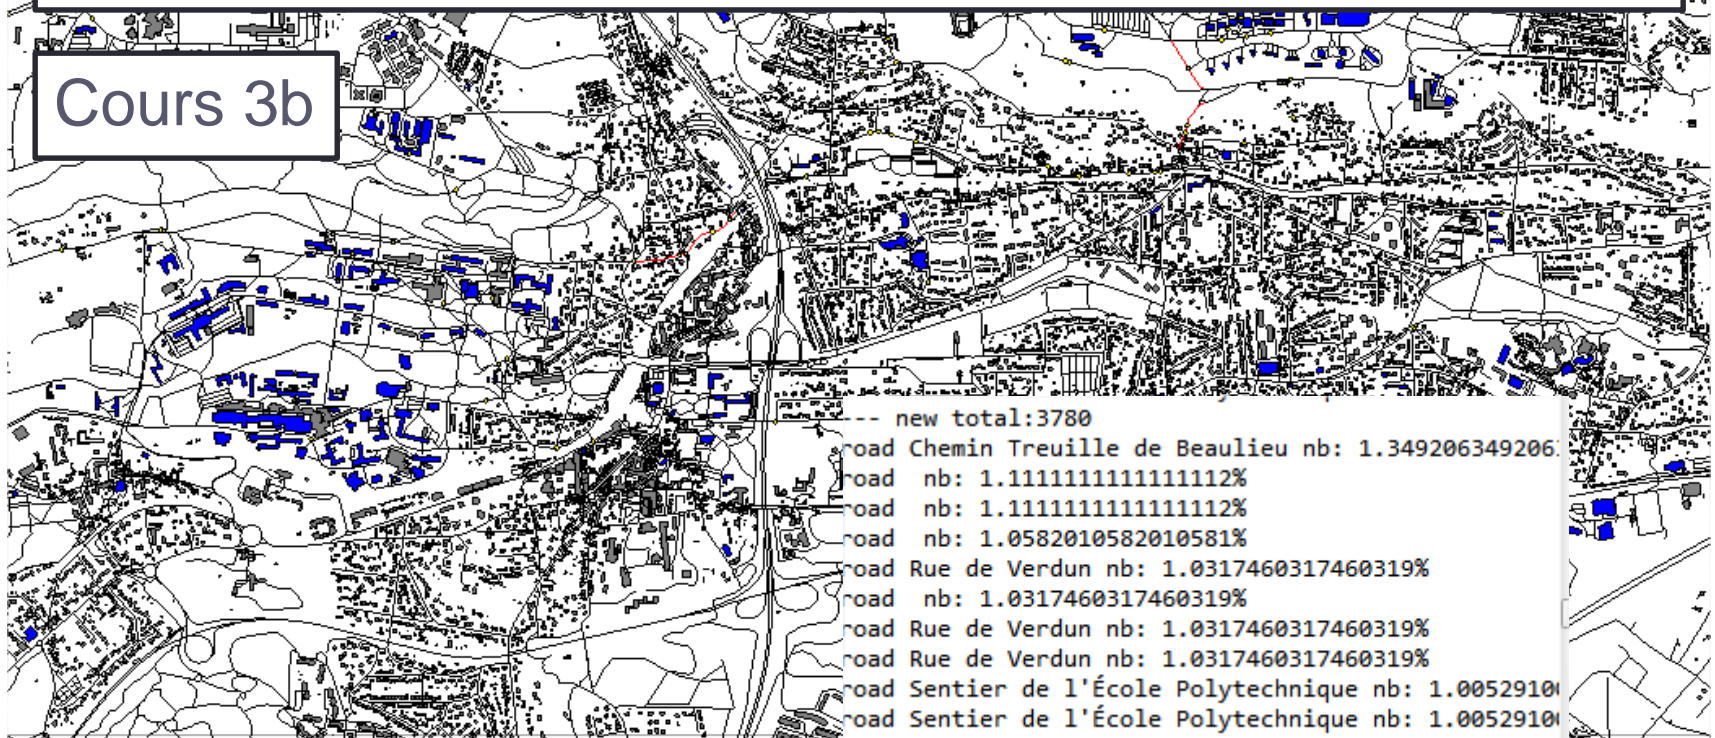 Cours 3b
--- new total:3780
road Chemin Treuille de Beaulieu nb: 1.349206349206
road  nb: 1.1111111111111112%
road  nb: 1.1111111111111112%
road  nb: 1.0582010582010581%
road Rue de Verdun nb: 1.0317460317460319%
road  nb: 1.0317460317460319%
road Rue de Verdun nb: 1.0317460317460319%
road Rue de Verdun nb: 1.0317460317460319%
road Sentier de l'École Polytechnique nb: 1.0052910
road Sentier de l'École Polytechnique nb: 1.0052910